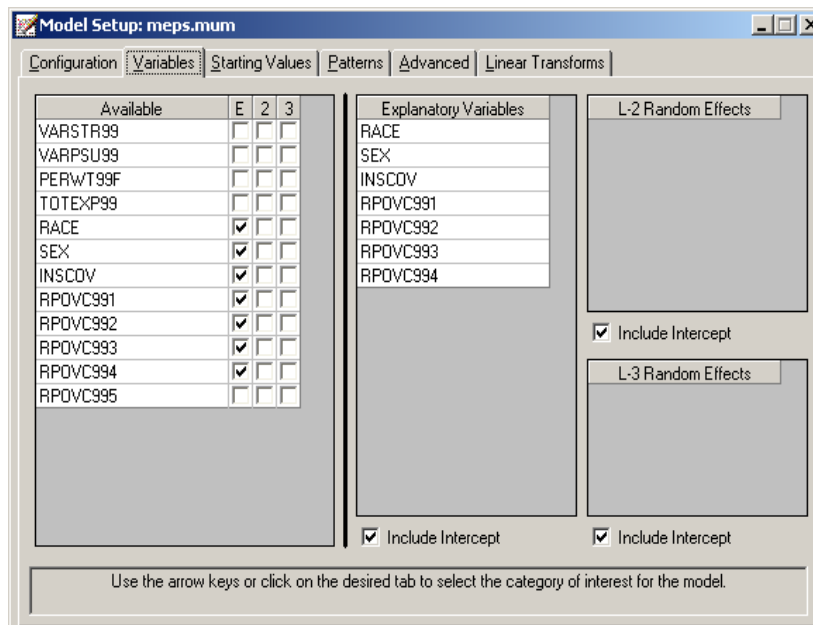 Model Setup: meps.mum
Configuration Variables Starting Values Patterns Advanced Linear Transforms
Available E 2 3
VARSTR99
VARPSU99
PERWT99F
TOTEXP99
RACE
SEX
INSCOV
RPOVC991
RPOVC992
RPOVC993
RPOVC994
RPOVC995
Explanatory Variables
RACE
SEX
INSCOV
RPOVC991
RPOVC992
RPOVC993
RPOVC994
Include Intercept
L-2 Random Effects
Include Intercept
L-3 Random Effects
Include Intercept
Use the arrow keys or click on the desired tab to select the category of interest for the model.